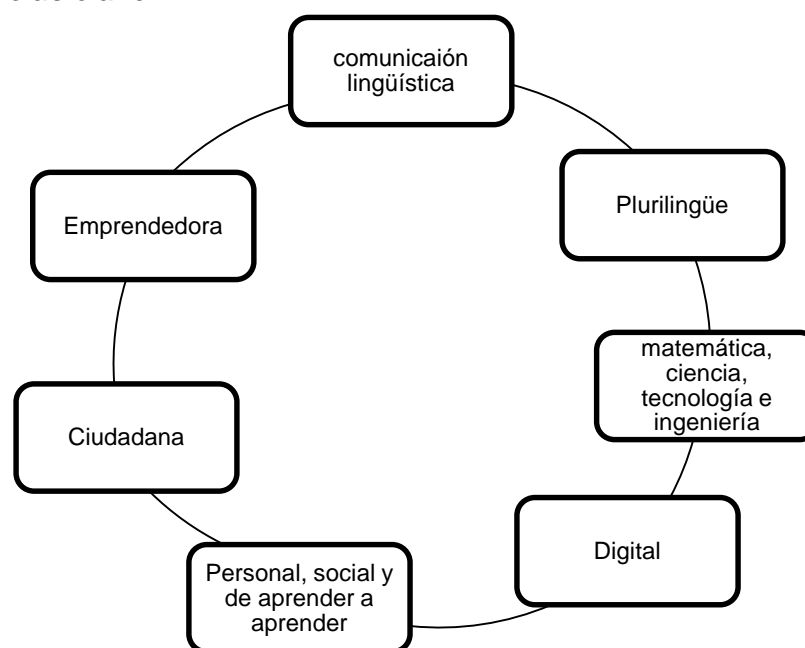 comunicaión
lingüística
Plurilingüe
matemática,
ciencia,
tecnología e
ingeniería
Digital
Personal, social y
de aprender a
aprender
Ciudadana
Emprendedora